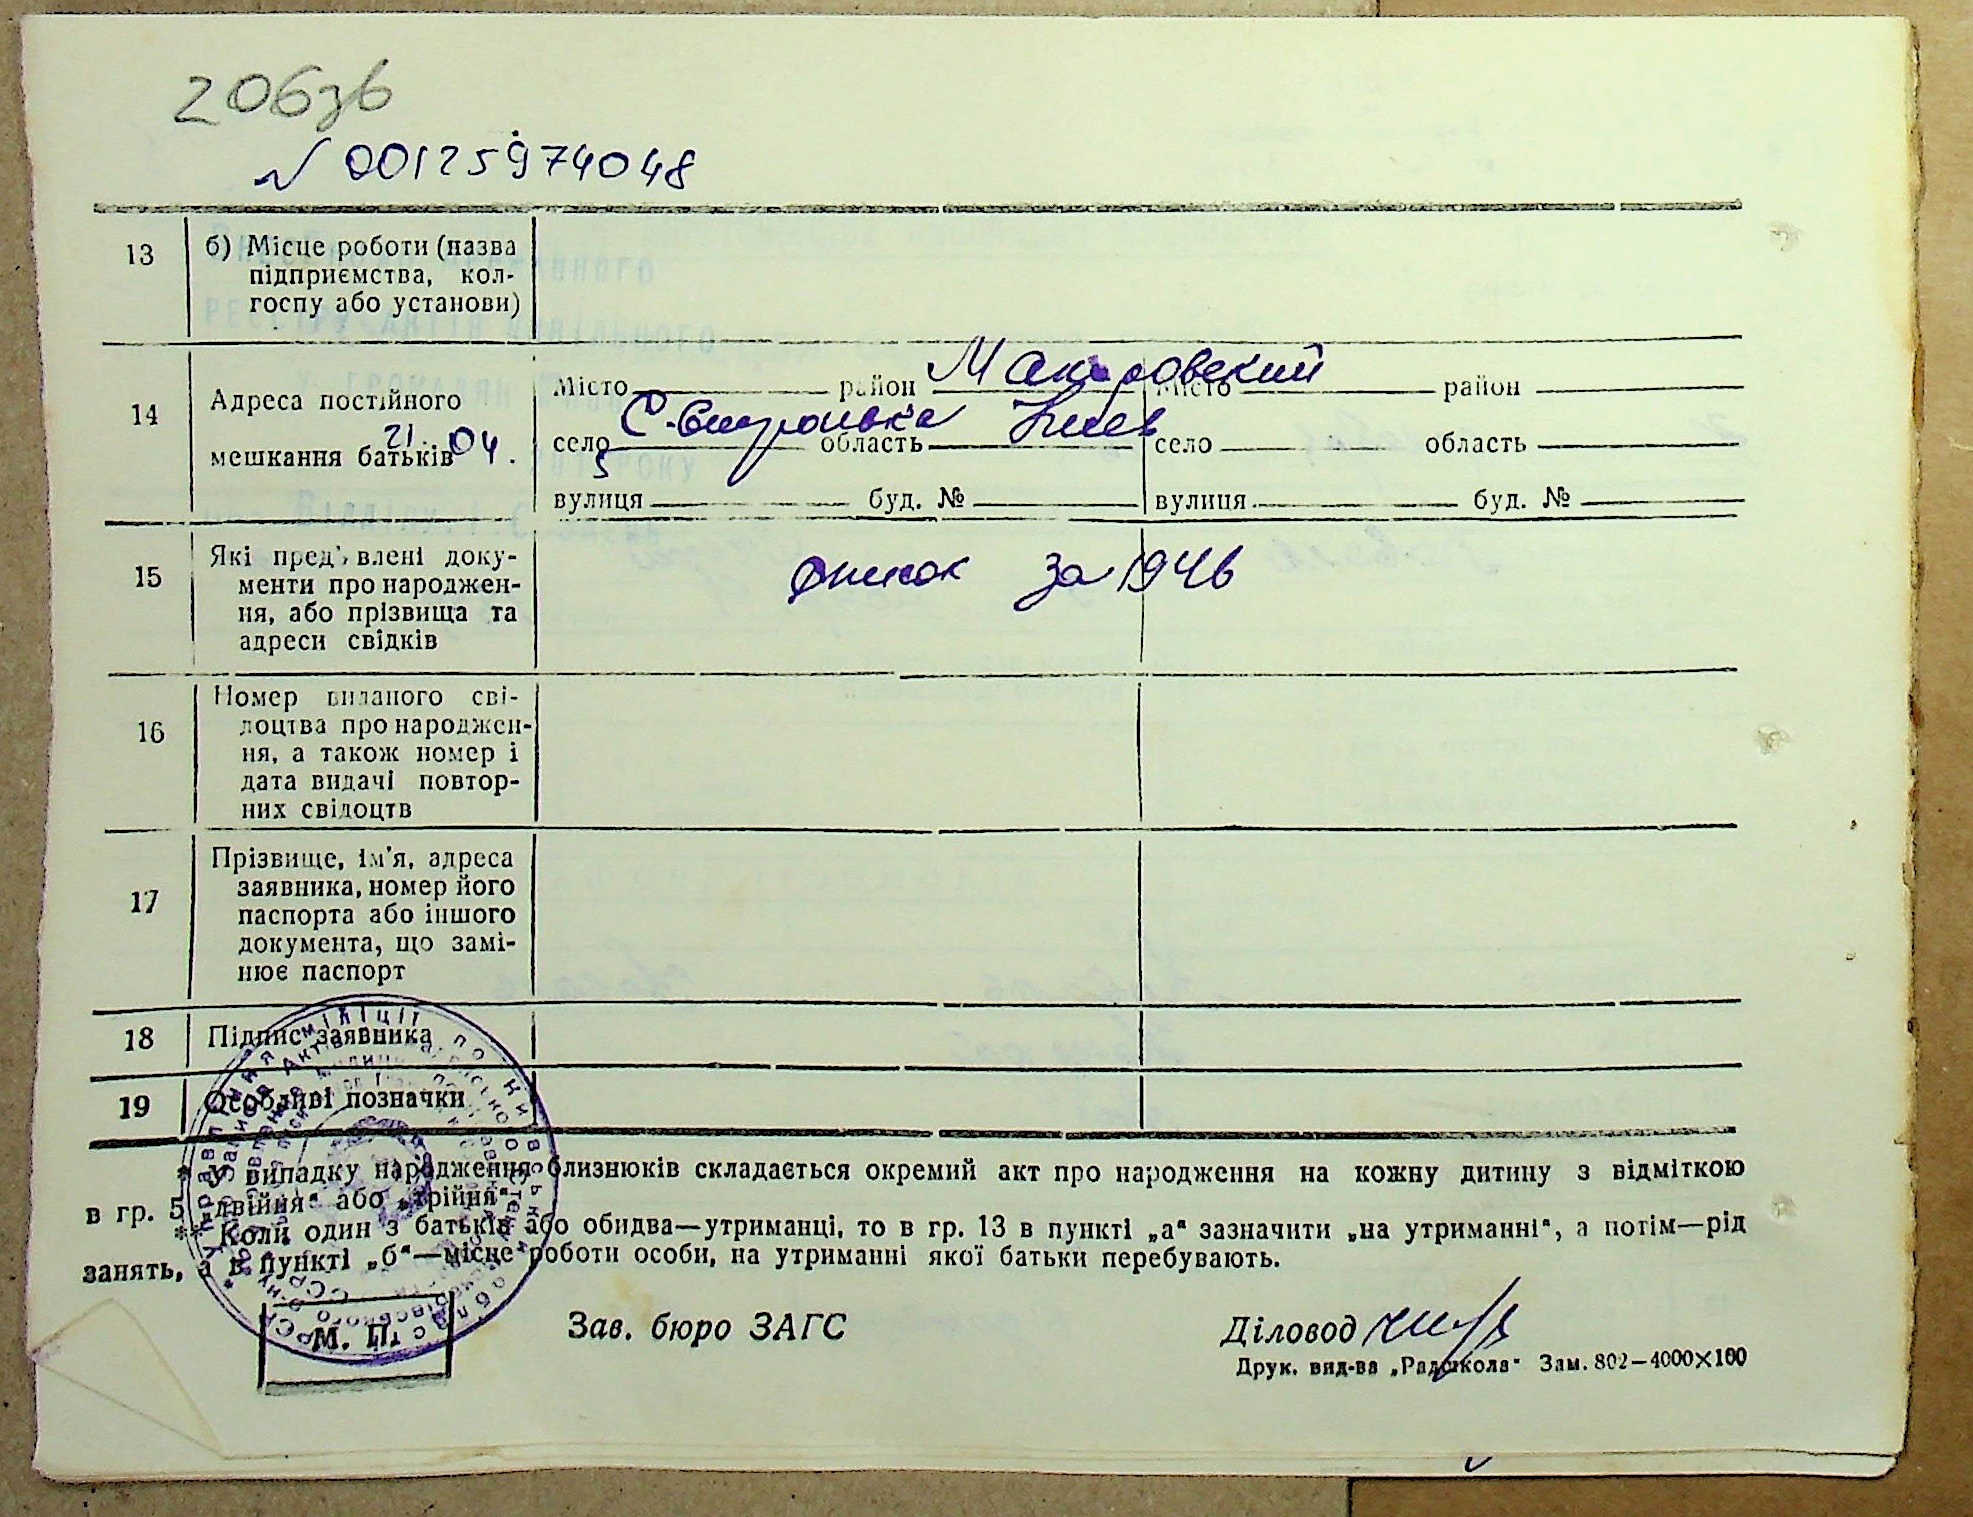 206зв
N 00125974048
13 б) Місце роботи (назва
підприємства, кол-
госпу або установи)
14 Адреса постійного
мешкання батьків
21. 04.
Місто район Макаровский Місто район
село область Киев село область
вулиця буд. № вулиця буд. №
15 Які пред'явлені доку-
менти про народжен-
ня, або прізвища та
адреси свідків
список за 1946
16 Номер виданого сві-
доцтва про народжен-
ня, а також номер і
дата видачі повтор-
них свідоцтв
17 Прізвище, ім'я, адреса
заявника, номер його
паспорта або іншого
документа, що замі-
нює паспорт
18 Підпис заявника
19 Особливі позначки
* У випадку народження близнюків складається окремий акт про народження на кожну дитину з відміткою
в гр. 5 „двійня“ або „трійня“.
** Коли один з батьків або обидва—утриманці, то в гр. 13 в пункті „а“ зазначити „на утриманні“, а потім—рід
занять, а в пункті „б“—місце роботи особи, на утриманні якої батьки перебувають.
М. П.
Зав. бюро ЗАГС
Діловод
Друк. вид-ва „Радшкола“ Зам. 802—4000×100